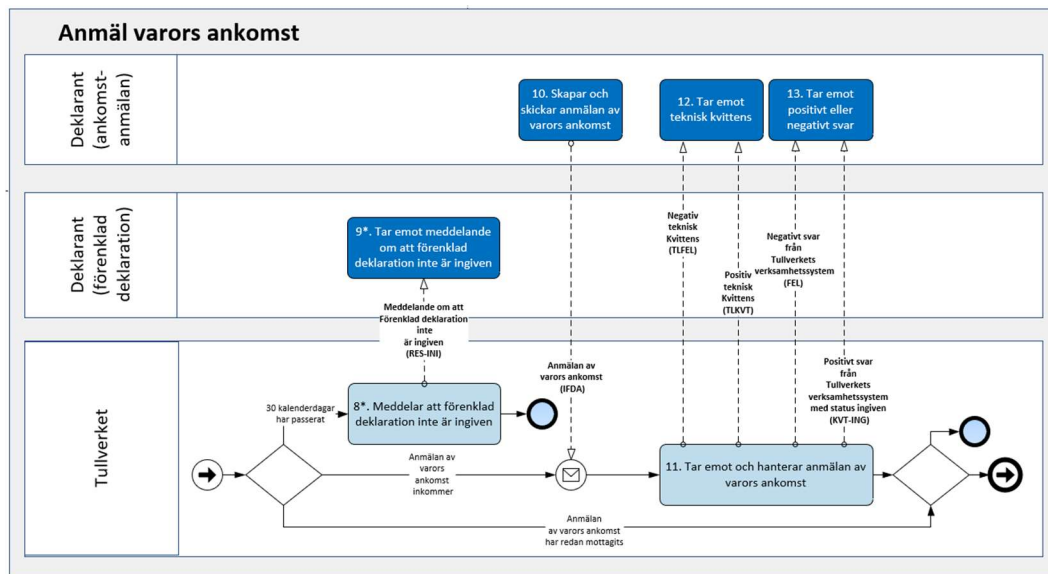 Anmäl varors ankomst
Deklarant
(ankomst-
anmälan)
10. Skapar och
skickar anmälan av
varors ankomst
12. Tar emot
teknisk kvittens
13. Tar emot
positivt eller
negativt svar
Deklarant
(förenklad
deklaration)
9*. Tar emot meddelande
om att förenklad
deklaration inte är ingiven
Negativ
teknisk
Kvittens
(TLFEL)
Positiv
teknisk
Kvittens
(TLKVT)
Negativt svar
från
Tullverkets
verksamhetssystem
(FEL)
Meddelande om att
Förenklad deklaration
inte
är ingiven
(RES-INI)
Tullverket
Anmälan av
varors ankomst
(IFDA)
Positivt svar
från
Tullverkets
verksamhetssystem
med status ingiven
(KVT-ING)
30 kalenderdagar
har passerat
8*. Meddelar att förenklad
deklaration inte är ingiven
Anmälan av
varors
ankomst
inkommer
11. Tar emot och hanterar anmälan av
varors ankomst
Anmälan
av varors ankomst
har redan mottagits